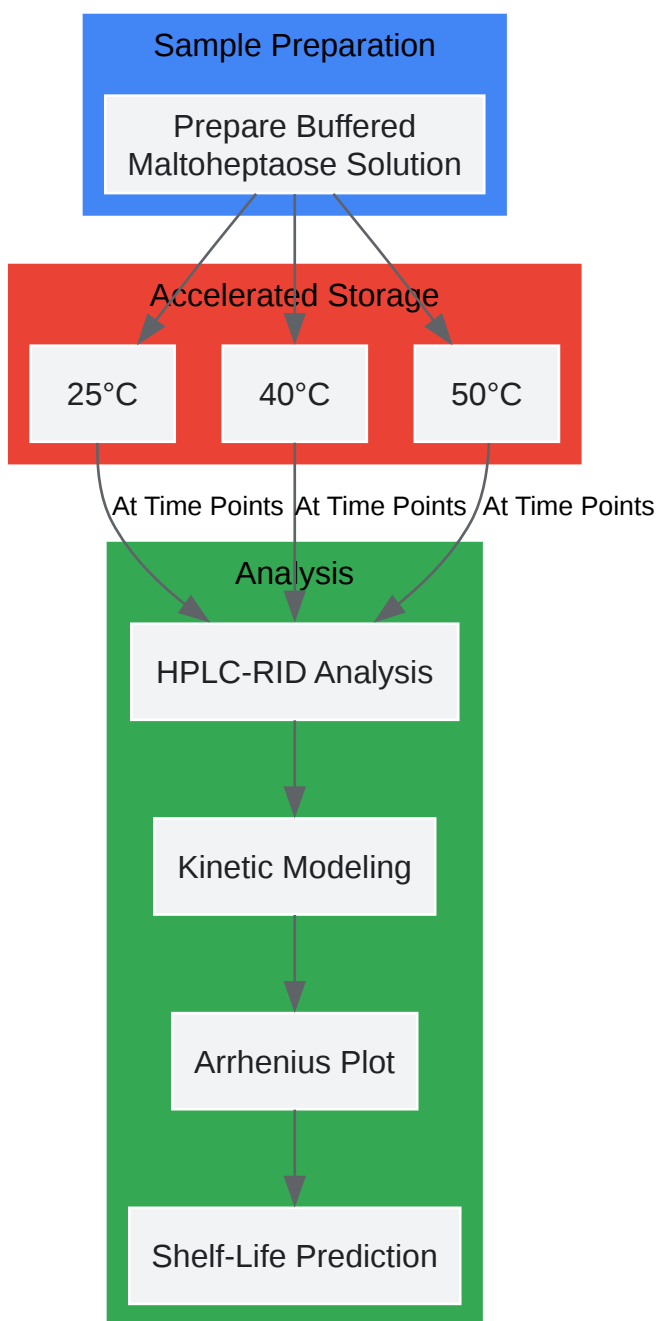 Sample Preparation
Prepare Buffered
Maltoheptaose Solution
Accelerated Storage
25°C
40°C
50°C
At Time Points
At Time Points
At Time Points
Analysis
HPLC-RID Analysis
Kinetic Modeling
Arrhenius Plot
Shelf-Life Prediction